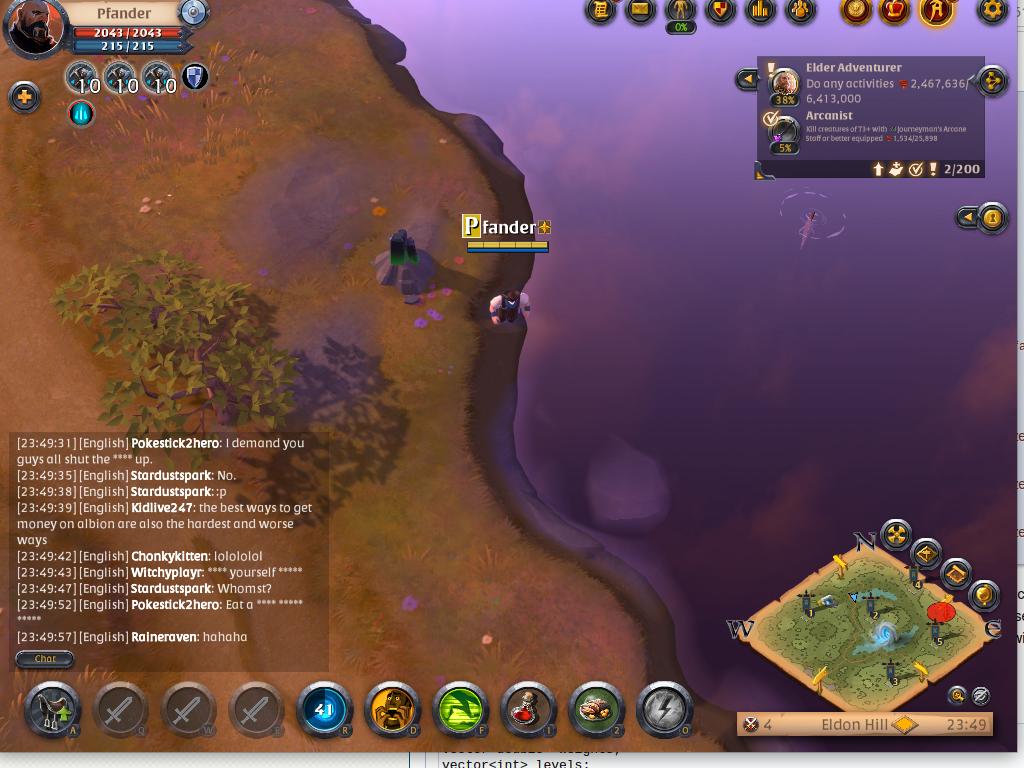 Pfander
2043/2043
215/215
10
10
10
0%
Elder Adventurer
Do any activities 2,467,636/
6,413,000
38%
Arcanist
Kill creatures of T3+ with Journeyman's Arcane
Staff or better equipped 1,534/25,898
5%
2/200
Pfander
[23:49:31] [English] Pokestick2hero: I demand you
guys all shut the **** up.
[23:49:35] [English] Stardustspark: No.
[23:49:38] [English] Stardustspark: :p
[23:49:39] [English] Kidlive247: the best ways to get
money on albion are also the hardest and worse
ways
[23:49:42] [English] Chonkykitten: lolololol
[23:49:43] [English] Witchyplayr: **** yourself *****
[23:49:47] [English] Stardustspark: Whomst?
[23:49:52] [English] Pokestick2hero: Eat a **** *****
*****
[23:49:57] [English] Raineraven: hahaha
Chat
N
W
E
1
2
3
4
5
41
A
Q
W
E
R
D
F
1
2
O
4
Eldon Hill
23:49
vector<int> levels;